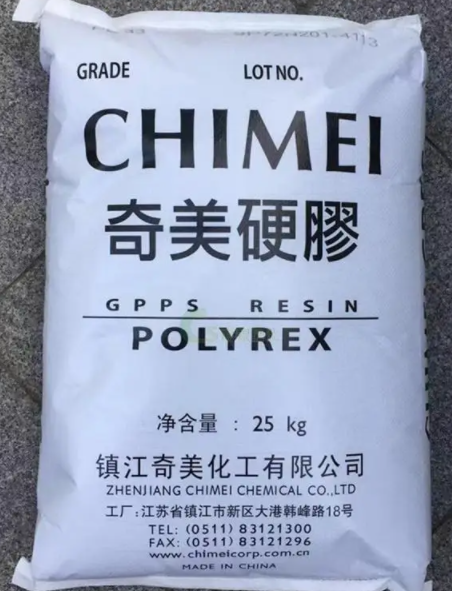 GRADE LOT NO.
CHIMEI
奇美硬膠
GPPS RESIN
POLYREX
净含量 : 25 kg
镇江奇美化工有限公司
ZHENJIANG CHIMEI CHEMICAL CO.,LTD
工厂:江苏省镇江市新区大港韩峰路18号
TEL: (0511) 83121300
FAX: (0511) 83121296
www.chimeicorp.com.cn
MADE IN CHINA